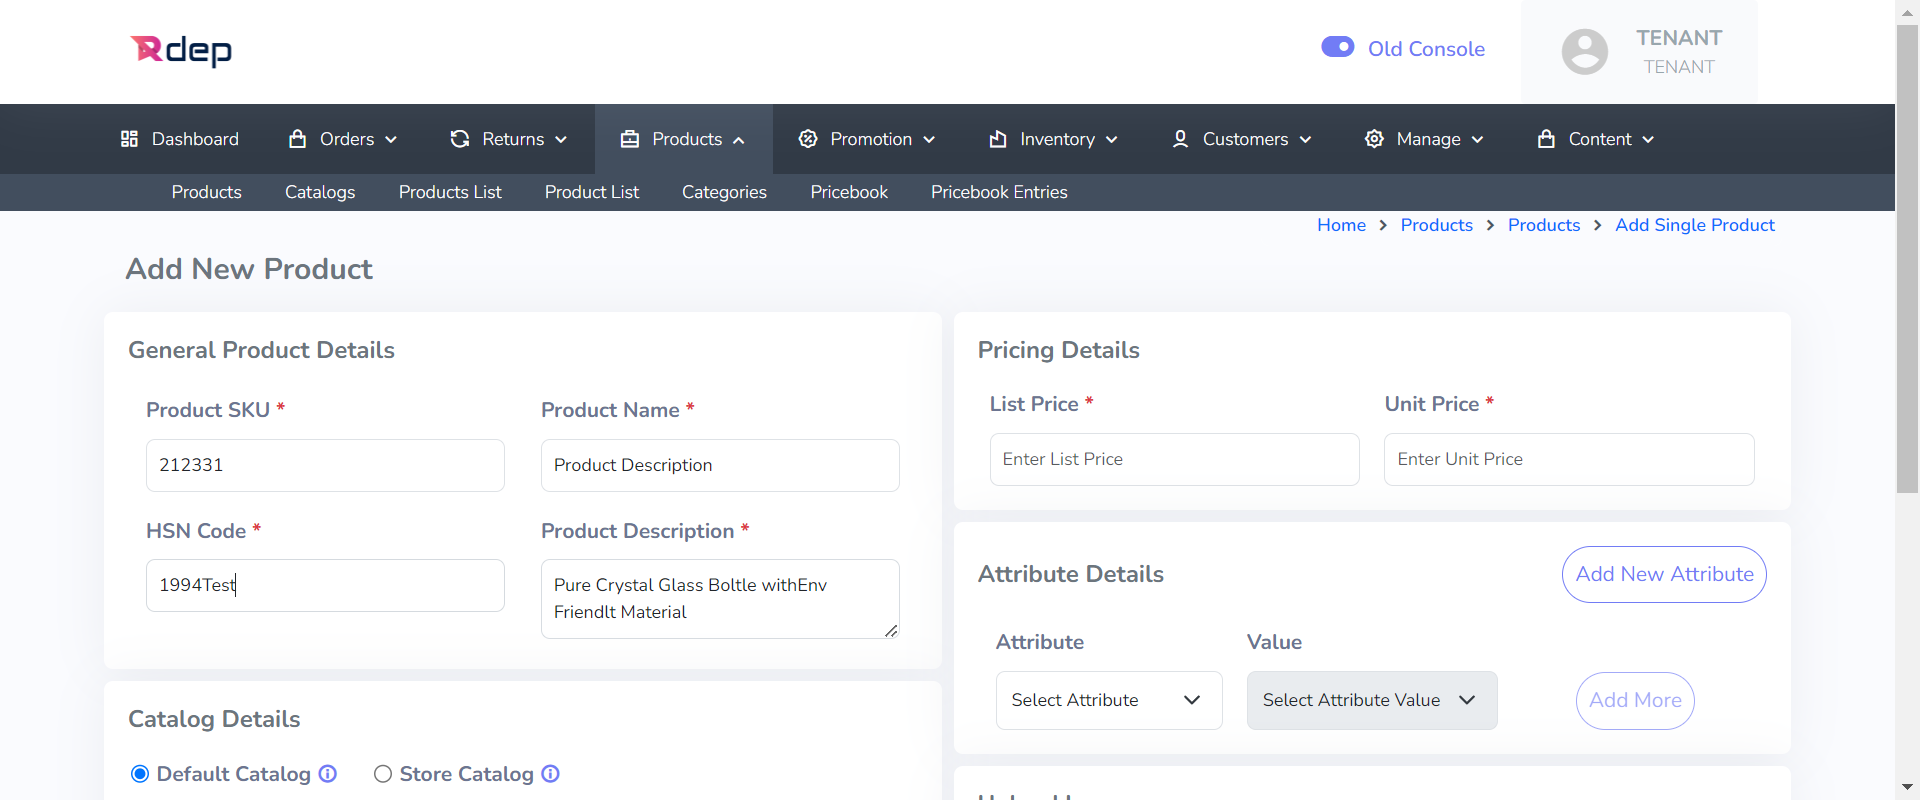 Rdep
Old Console
TENANT
TENANT
Dashboard
Orders
Returns
Products
Promotion
Inventory
Customers
Manage
Content
Products
Catalogs
Products List
Product List
Categories
Pricebook
Pricebook Entries
Home > Products > Products > Add Single Product
Add New Product
General Product Details
Product SKU *
Product Name *
212331
Product Description
HSN Code *
Product Description *
1994Test
Pure Crystal Glass Boltle withEnv
Friendlt Material
Catalog Details
Default Catalog
Store Catalog
Pricing Details
List Price *
Unit Price *
Enter List Price
Enter Unit Price
Attribute Details
Add New Attribute
Attribute
Value
Select Attribute
Select Attribute Value
Add More